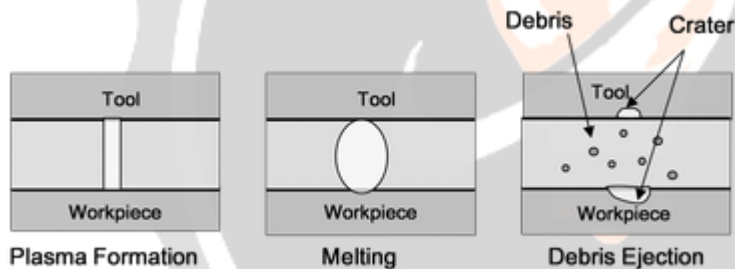 Debris
Crater
Tool
Tool
Tool
Workpiece
Workpiece
Workpiece
Plasma Formation
Melting
Debris Ejection